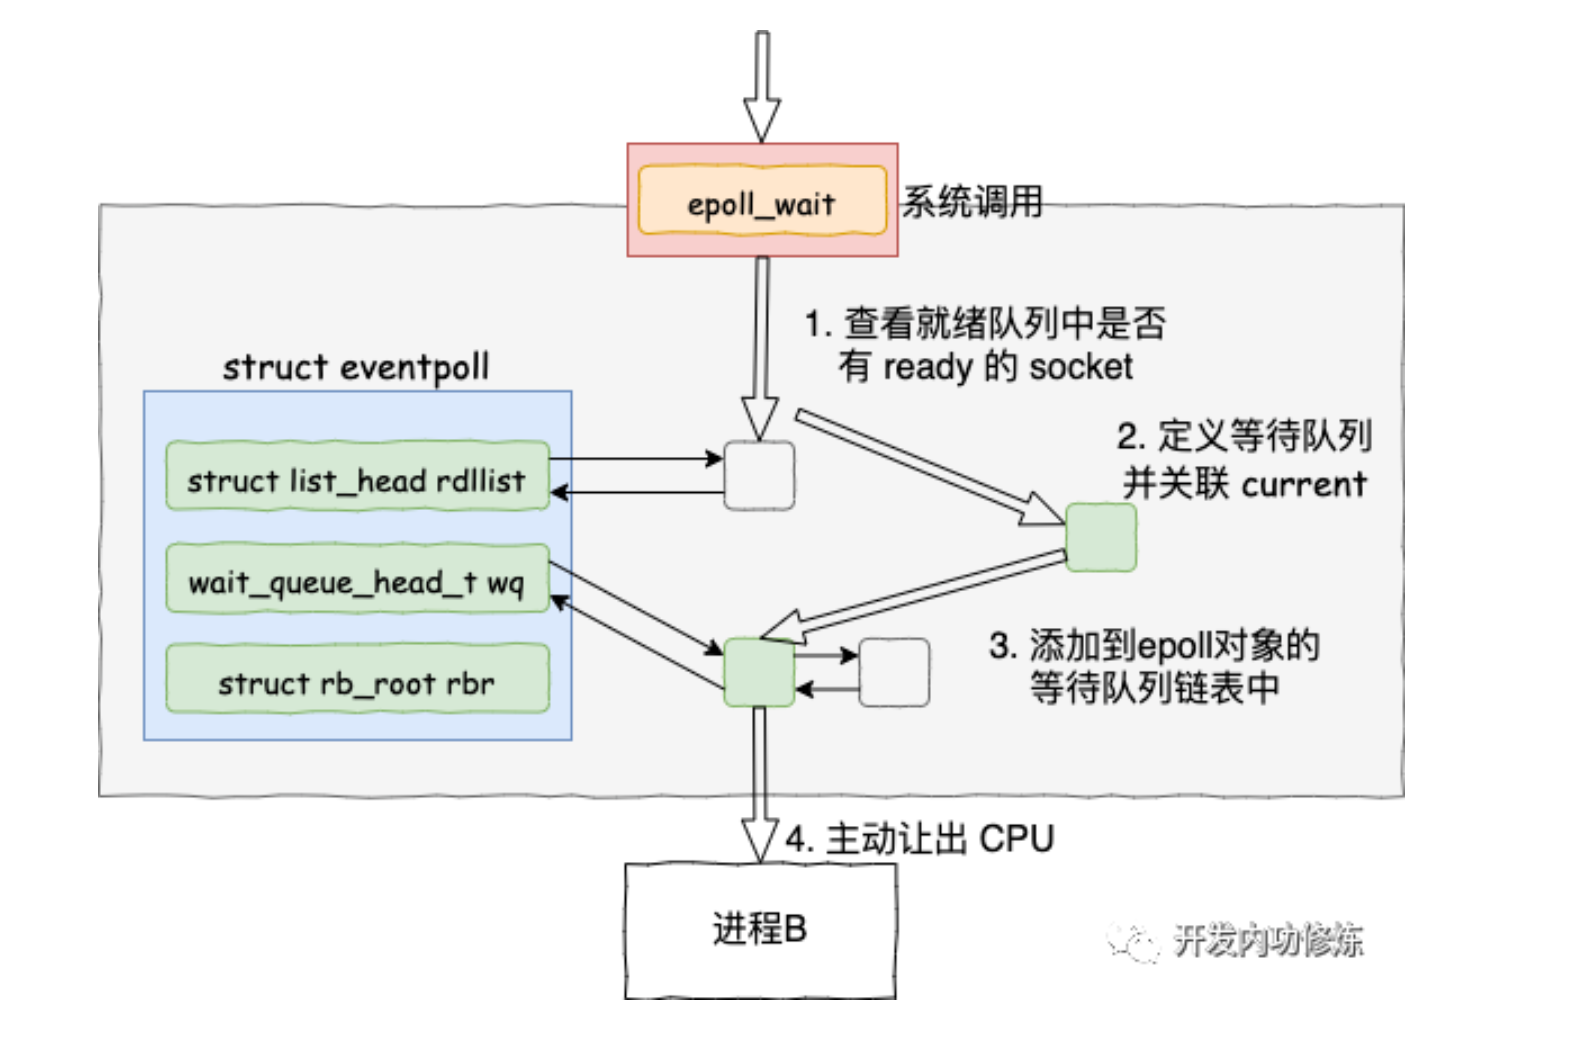 epoll_wait
系统调用
1. 查看就绪队列中是否
有 ready 的 socket
struct eventpoll
2. 定义等待队列
并关联 current
struct list_head rdllist
wait_queue_head_t wq
struct rb_root rbr
3. 添加到epoll对象的
等待队列链表中
4. 主动让出 CPU
进程B
开发内功修炼